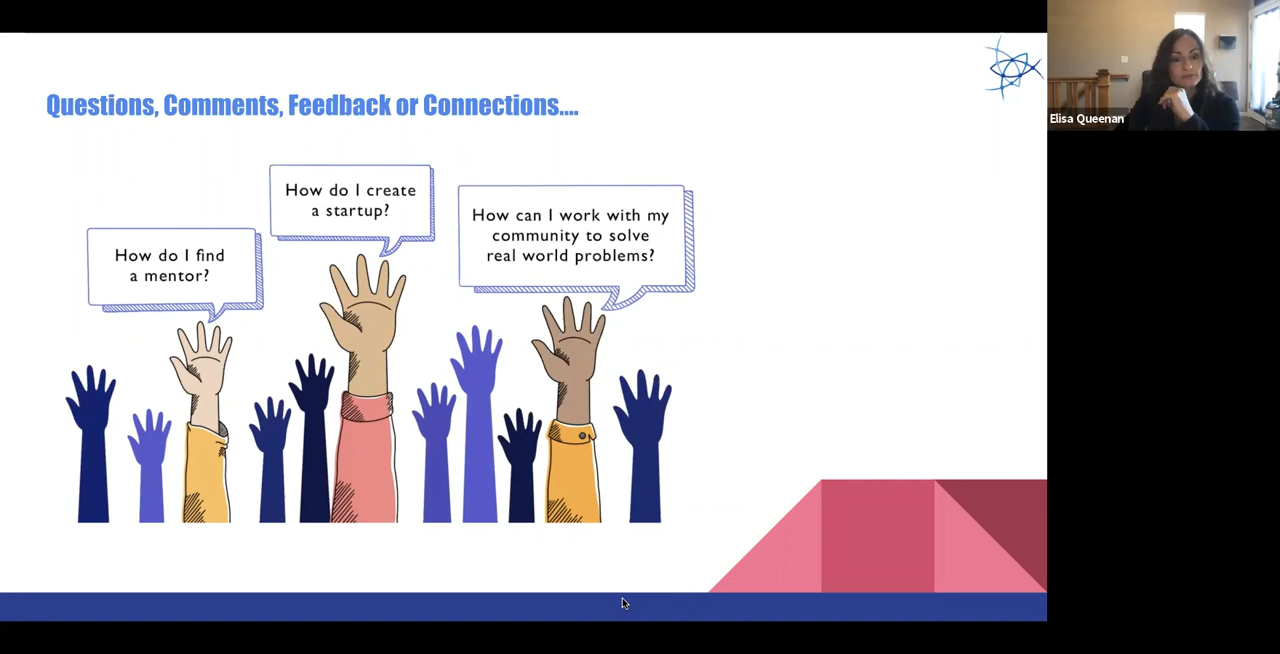 Questions, Comments, Feedback or Connections....
How do I find
a mentor?
How do I create
a startup?
How can I work with my
community to solve
real world problems?
Elisa Queenan